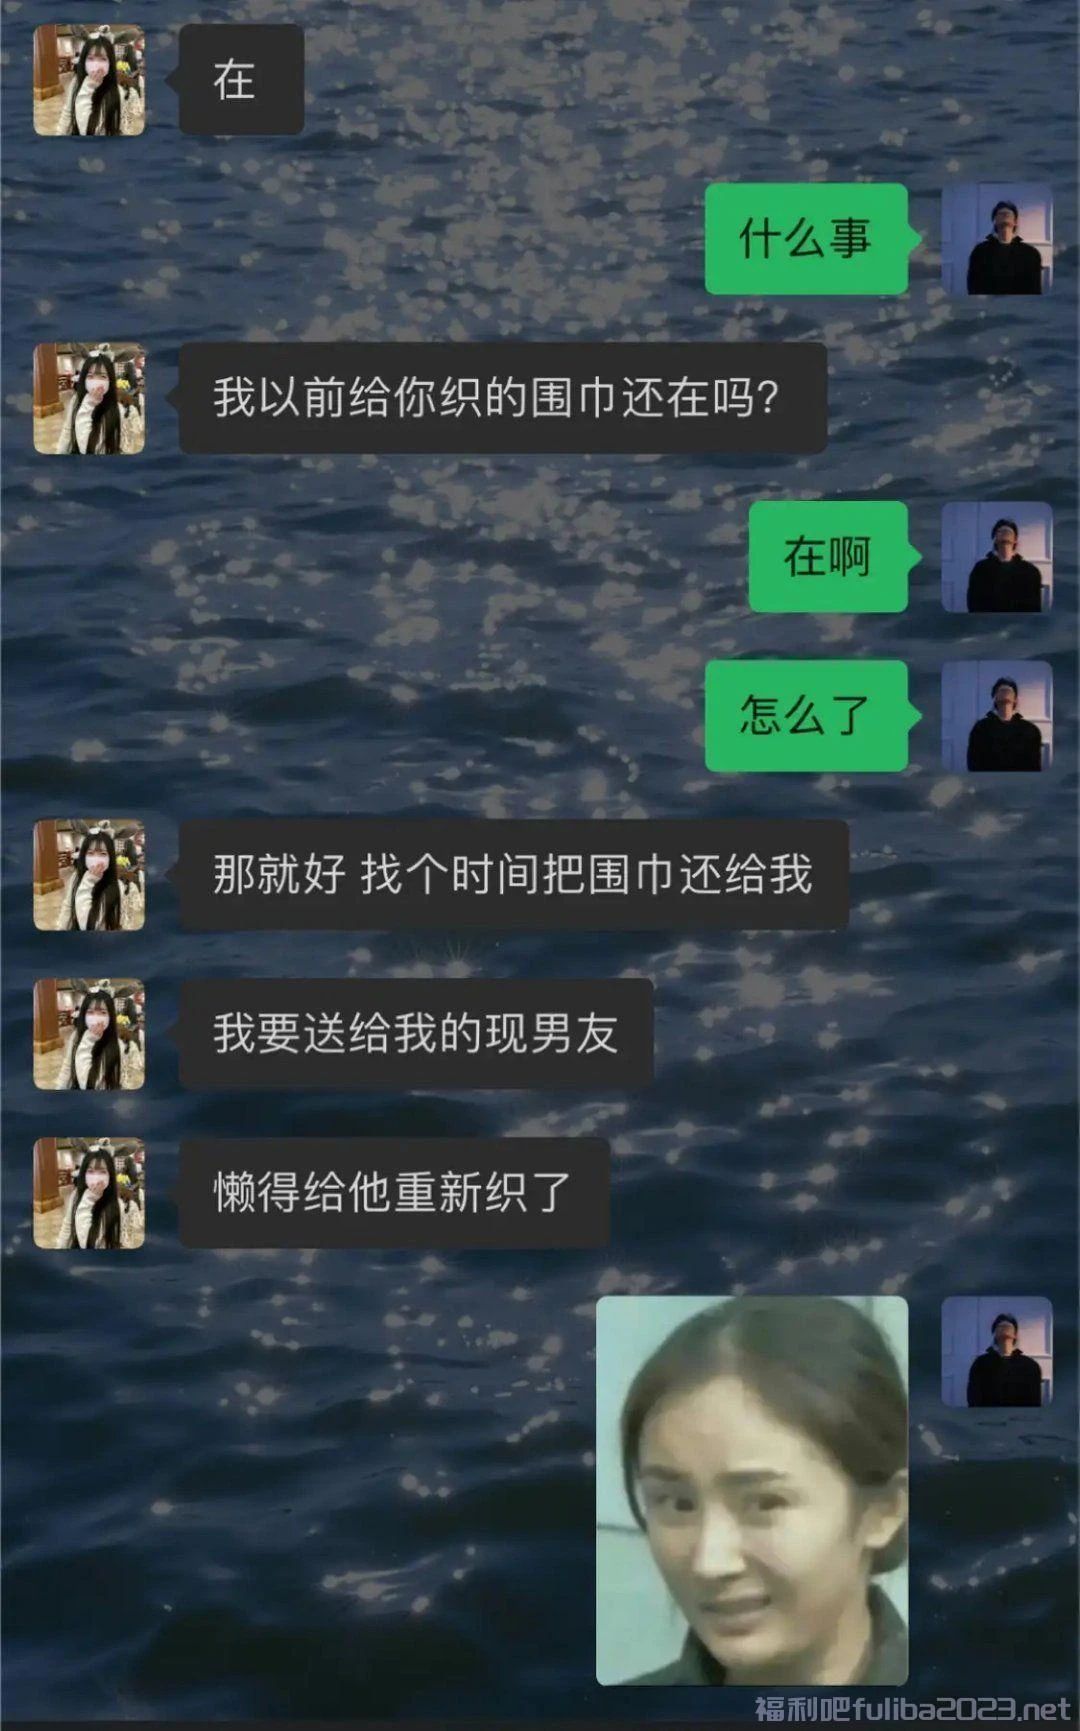 在
什么事
我以前给你织的围巾还在吗？
在啊
怎么了
那就好 找个时间把围巾还给我
我要送给我的现男友
懒得给他重新织了
福利吧fuliba2023.net